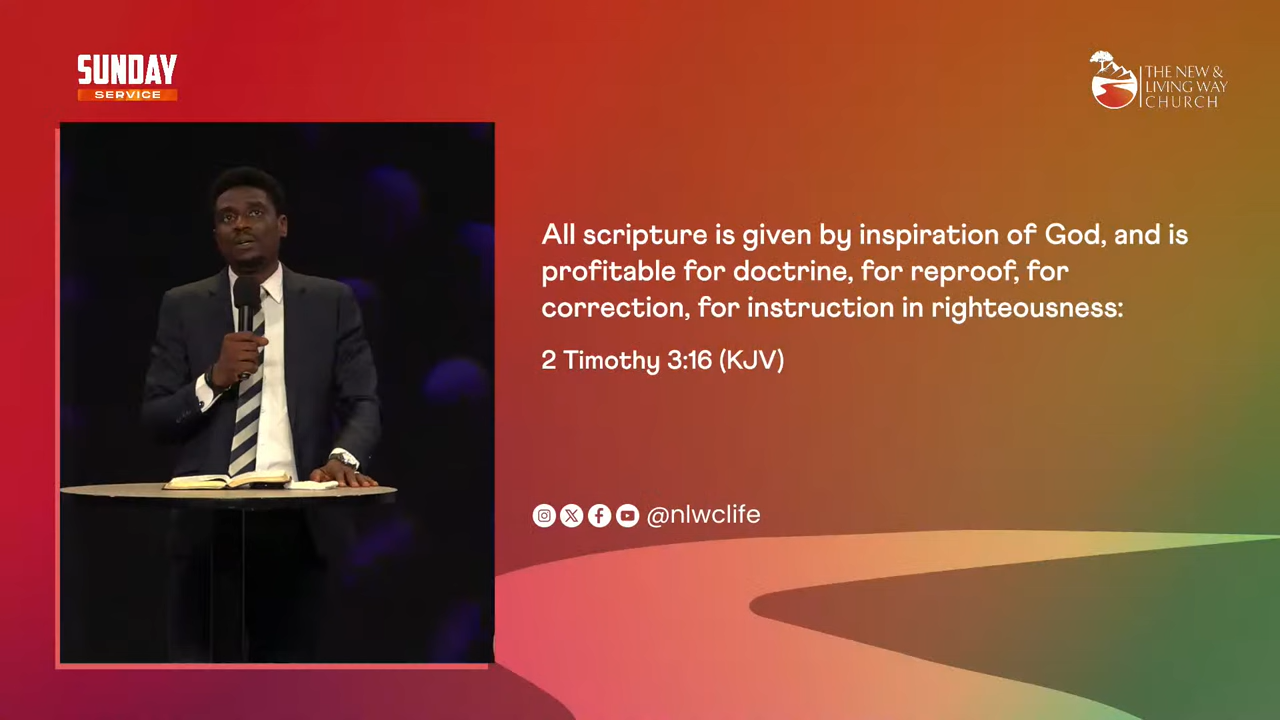 SUNDAY
SERVICE
THE NEW &
LIVING WAY
CHURCH
All scripture is given by inspiration of God, and is
profitable for doctrine, for reproof, for
correction, for instruction in righteousness:
2 Timothy 3:16 (KJV)
@nlwclife